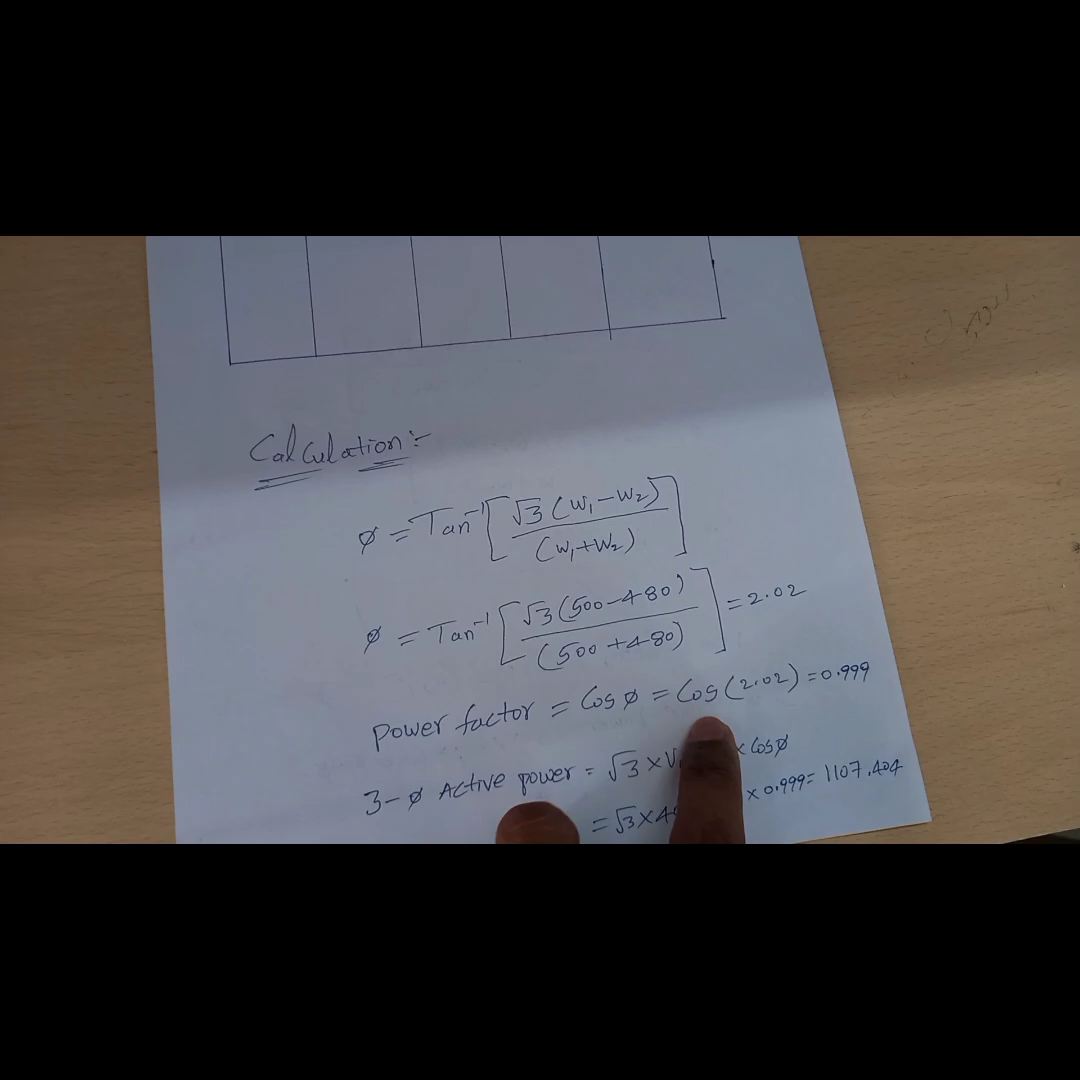 Calculation:-
Ø = Tan⁻¹[√3 (W₁-W₂) / (W₁+W₂)]
Ø = Tan⁻¹[√3 (500-480) / (500+480)] = 2.02
Power factor = Cos Ø = Cos (2.02) = 0.999
3-Ø Active power = √3 × V × Cos Ø
= √3 × × 0.999 = 1107.404